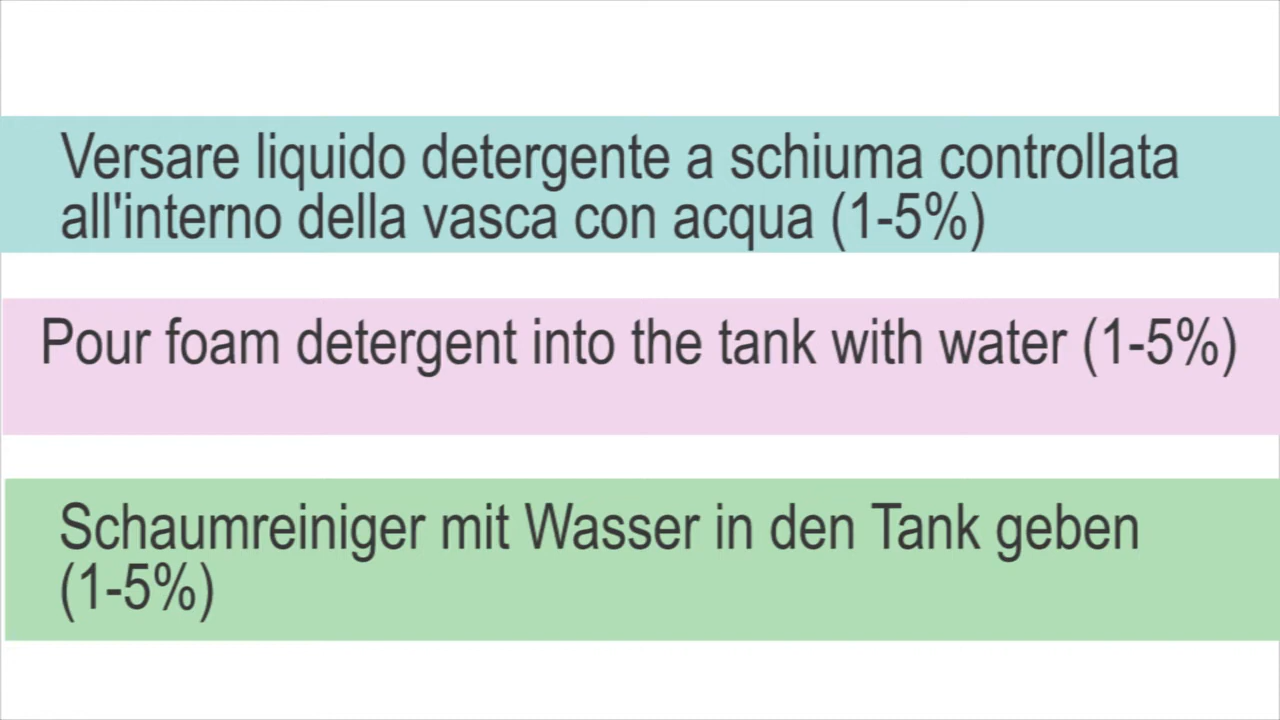 Versare liquido detergente a schiuma controllata
all'interno della vasca con acqua (1-5%)
Pour foam detergent into the tank with water (1-5%)
Schaumreiniger mit Wasser in den Tank geben
(1-5%)